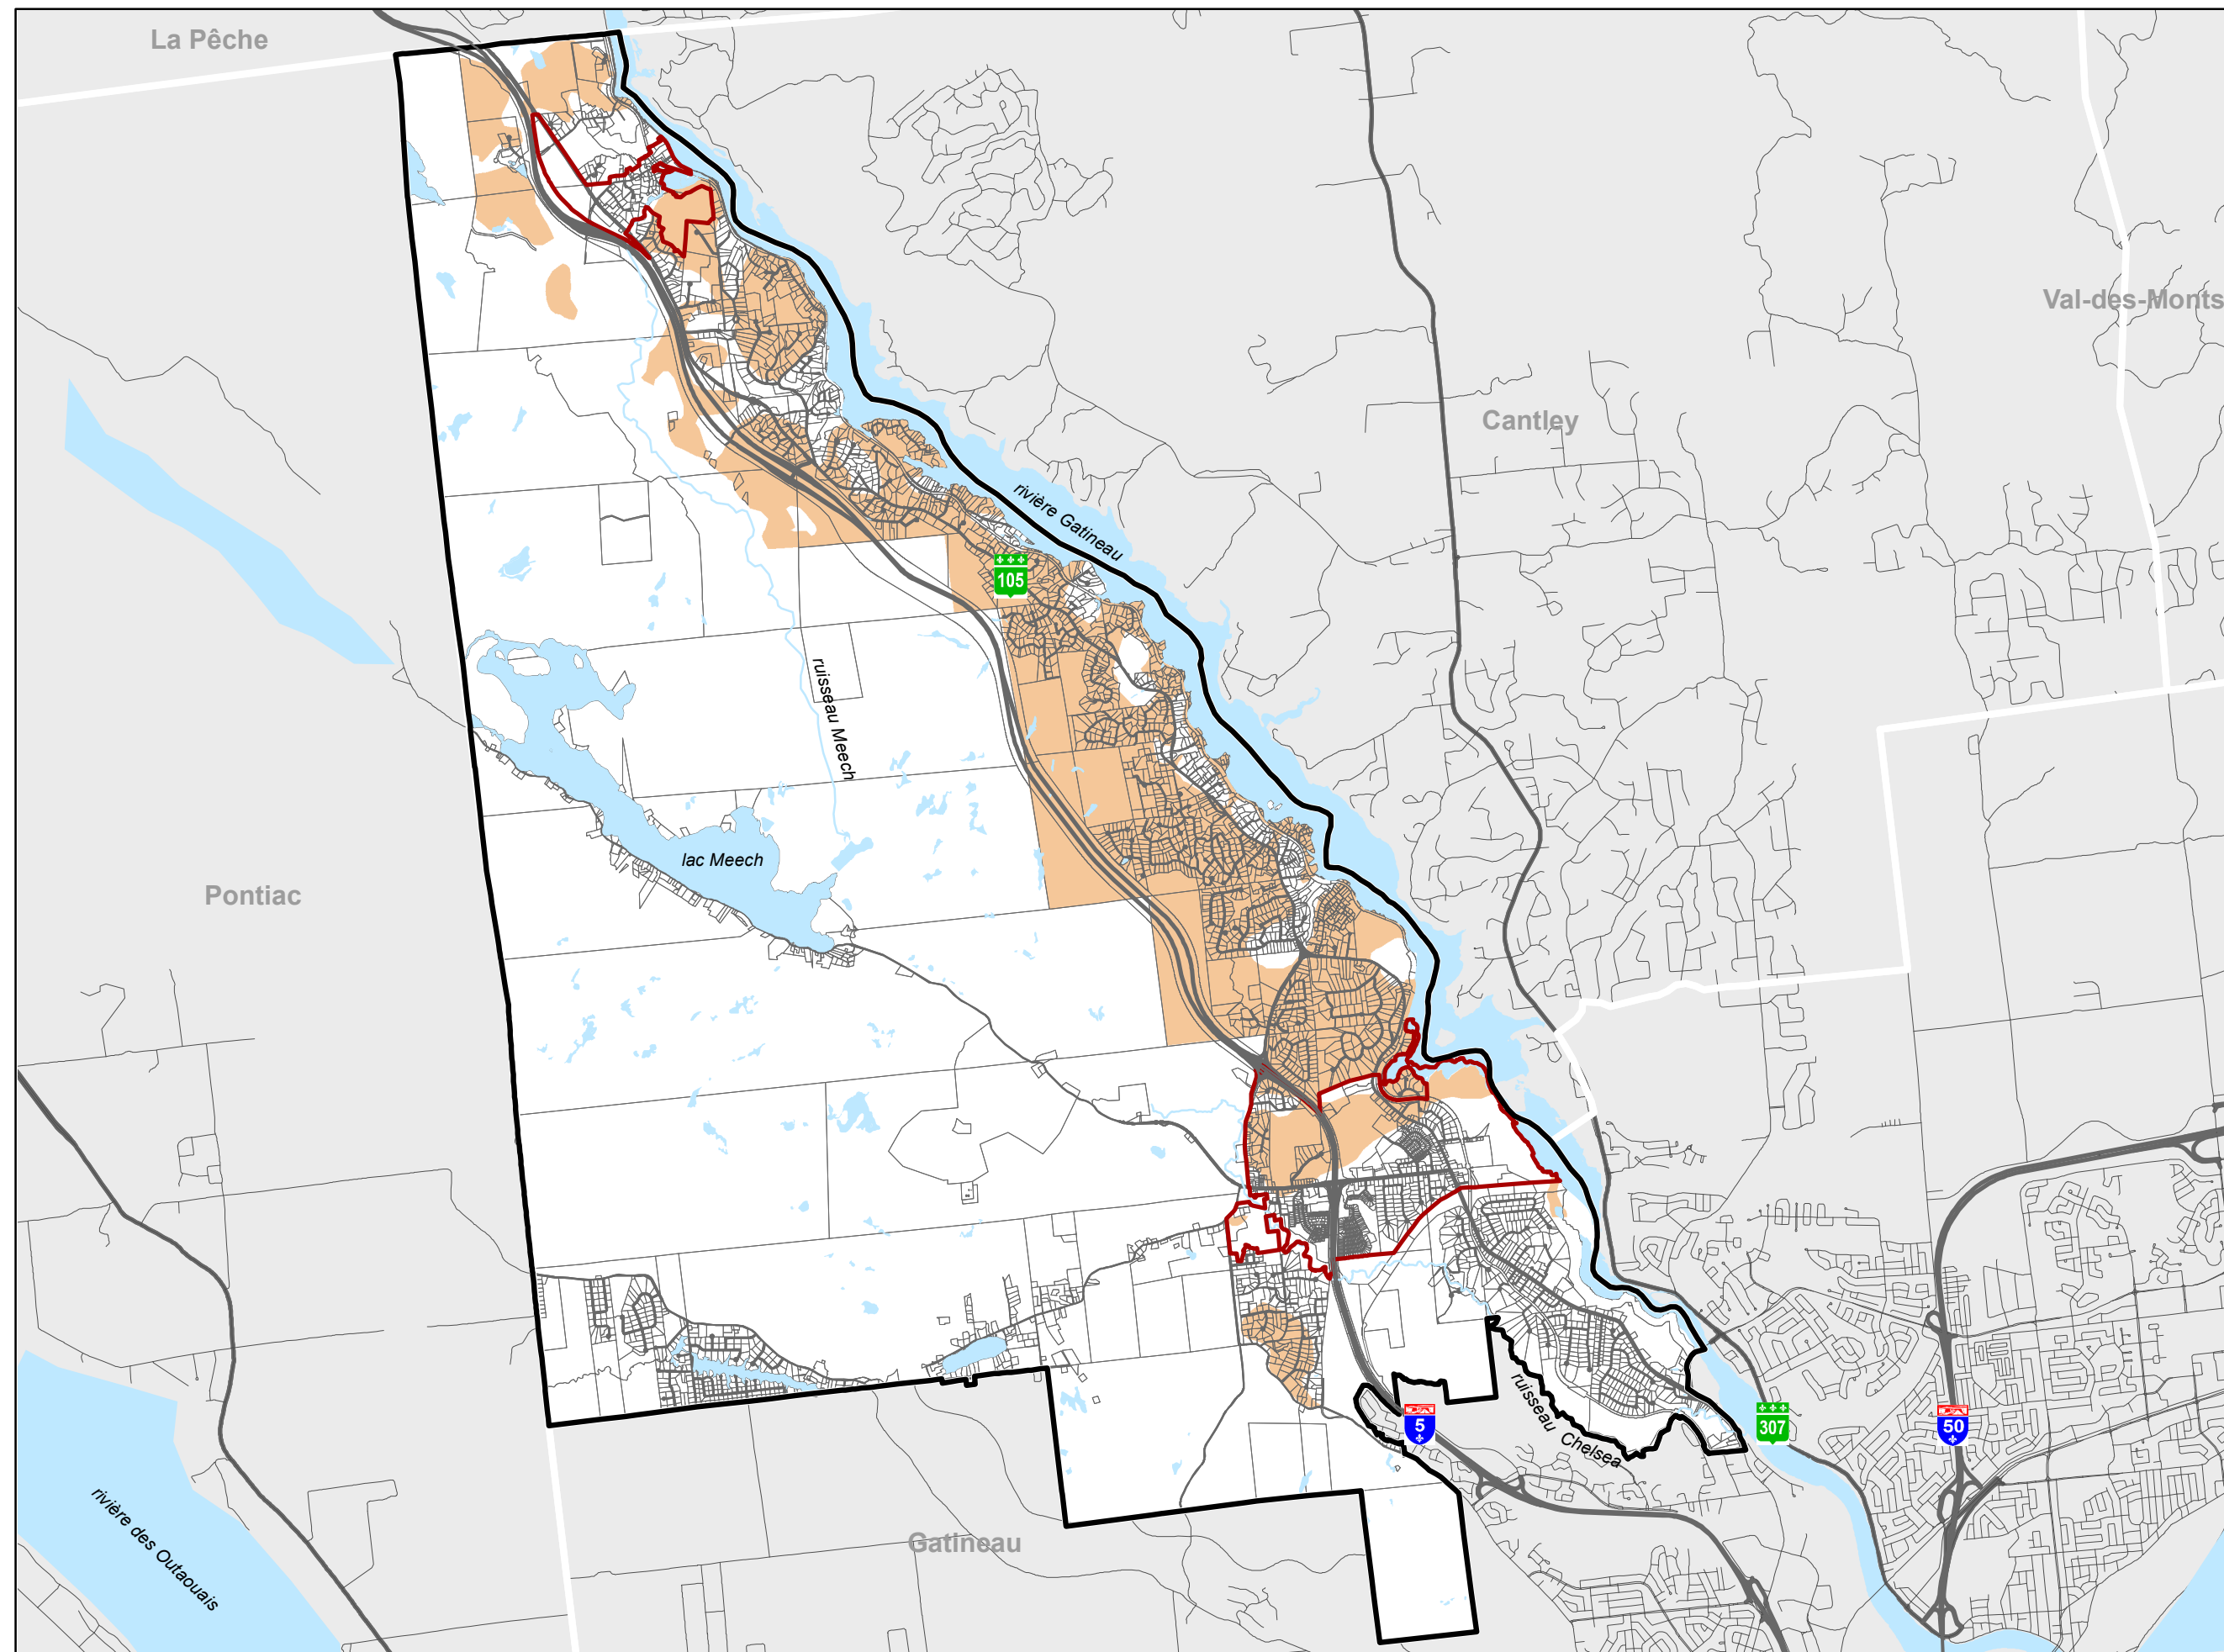 La Pêche
Val-des-Monts
Cantley
rivière Gatineau
105
ruisseau Meech
lac Meech
Pontiac
ruisseau Chelsea
5
307
50
rivière des Outaouais
Gatineau